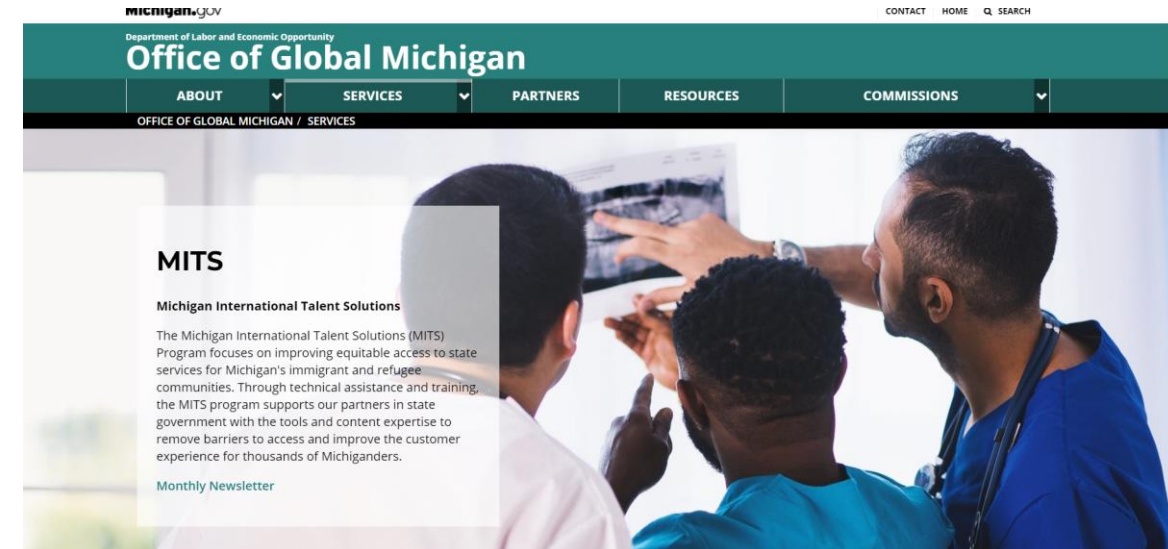 Michigan.gov
CONTACT HOME SEARCH
Department of Labor and Economic Opportunity
Office of Global Michigan
ABOUT SERVICES PARTNERS RESOURCES COMMISSIONS
OFFICE OF GLOBAL MICHIGAN / SERVICES
MITS
Michigan International Talent Solutions
The Michigan International Talent Solutions (MITS)
Program focuses on improving equitable access to state
services for Michigan's immigrant and refugee
communities. Through technical assistance and training,
the MITS program supports our partners in state
government with the tools and content expertise to
remove barriers to access and improve the customer
experience for thousands of Michiganders.
Monthly Newsletter